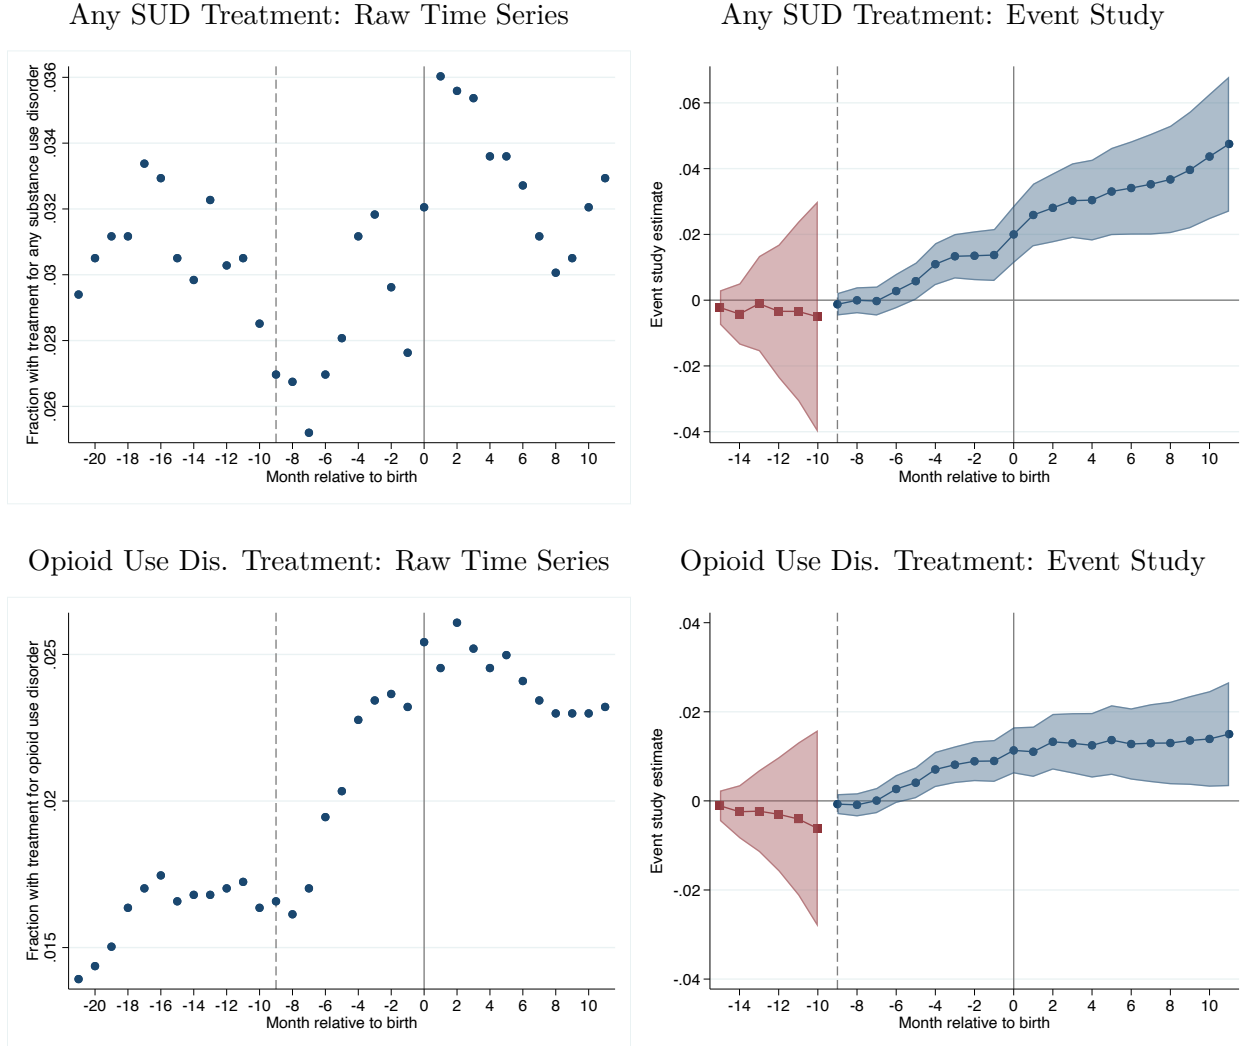 Any SUD Treatment: Raw Time Series
Fraction with treatment for any substance use disorder
.036
.034
.032
.03
.028
.026
-20 -18 -16 -14 -12 -10 -8 -6 -4 -2 0 2 4 6 8 10
Month relative to birth
Any SUD Treatment: Event Study
Event study estimate
.06
.04
.02
0
-.02
-.04
-14 -12 -10 -8 -6 -4 -2 0 2 4 6 8 10
Month relative to birth
Opioid Use Dis. Treatment: Raw Time Series
Fraction with treatment for opioid use disorder
.025
.02
.015
-20 -18 -16 -14 -12 -10 -8 -6 -4 -2 0 2 4 6 8 10
Month relative to birth
Opioid Use Dis. Treatment: Event Study
Event study estimate
.04
.02
0
-.02
-.04
-14 -12 -10 -8 -6 -4 -2 0 2 4 6 8 10
Month relative to birth